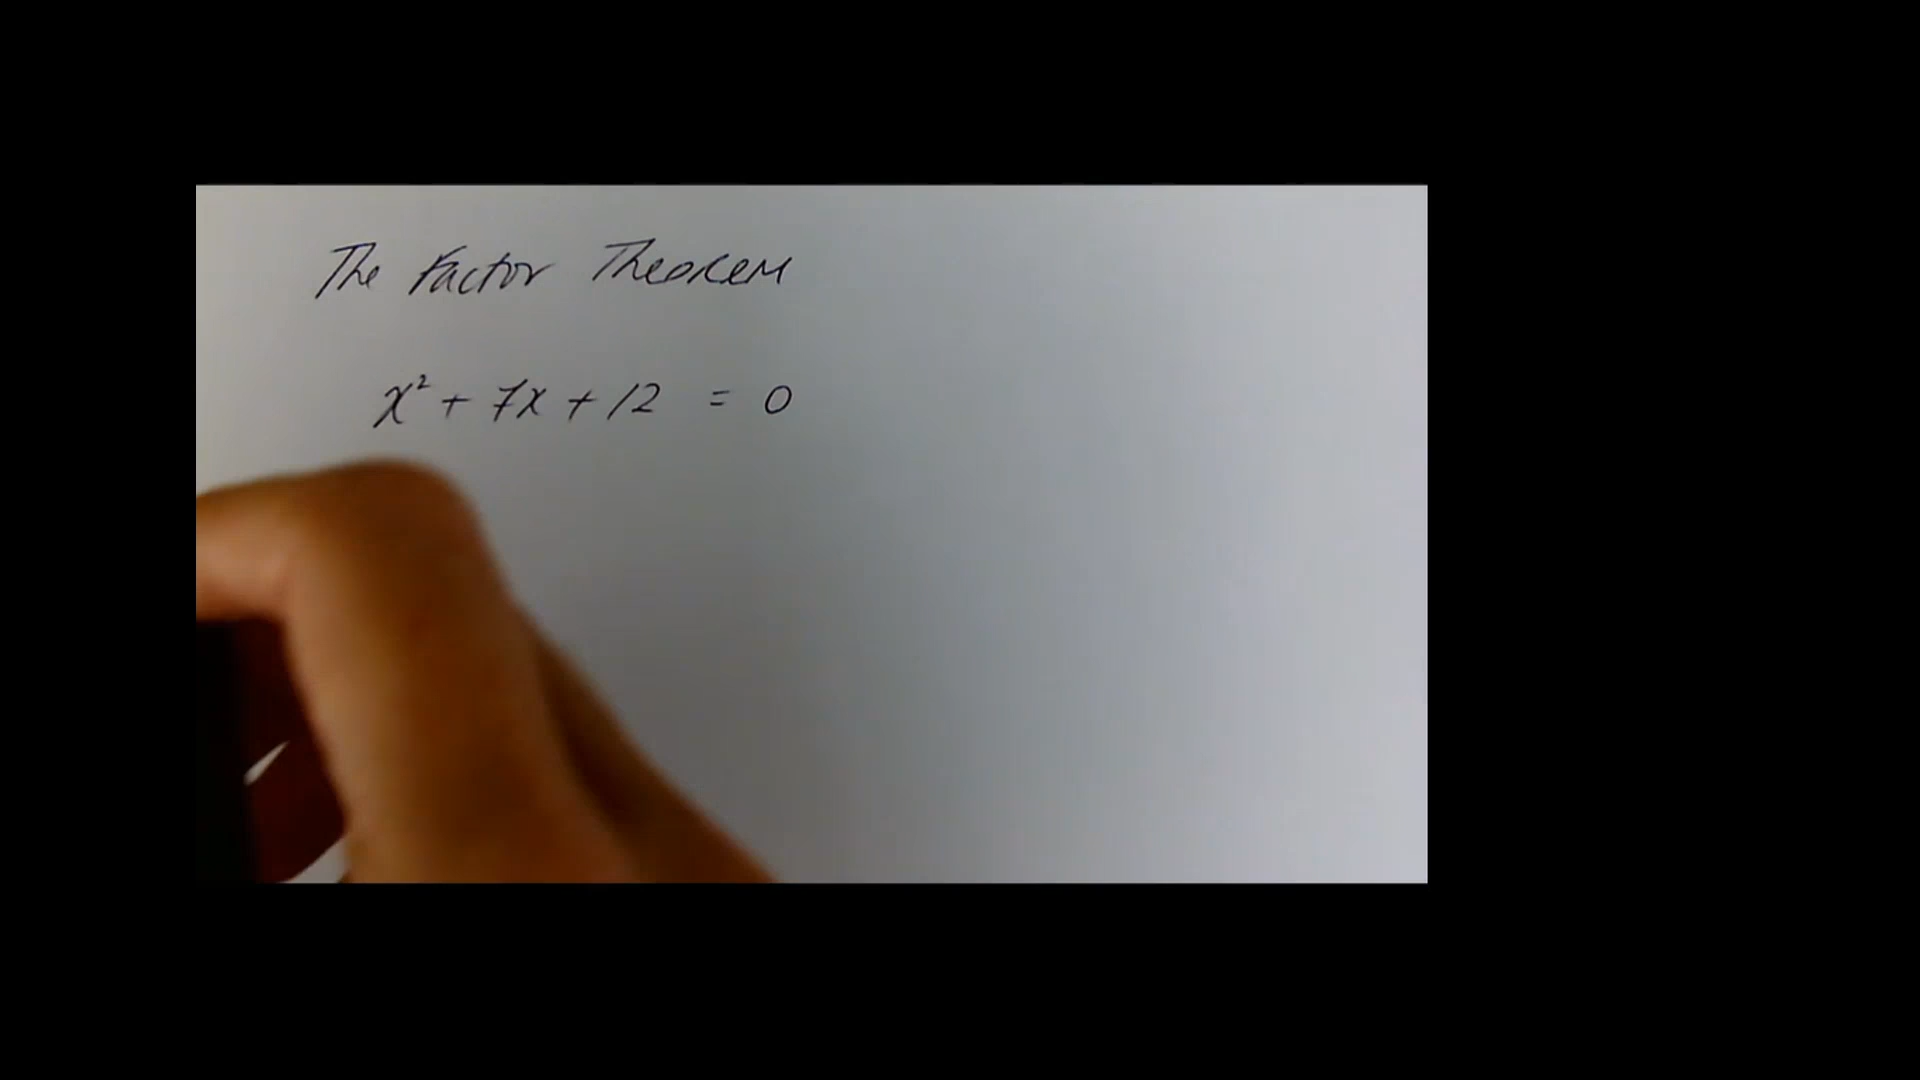 The Factor Theorem
x² + 7x + 12 = 0